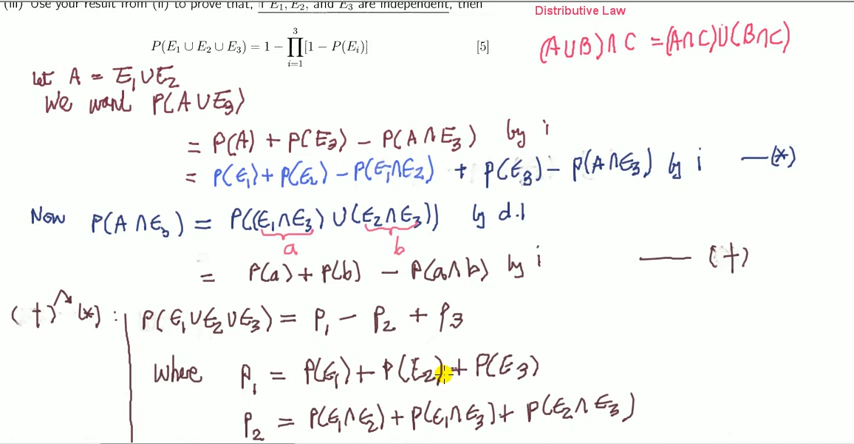 (iii) Use your result from (ii) to prove that, if E₁, E₂, and E₃ are independent, then
Distributive Law
P(E₁ ∪ E₂ ∪ E₃) = 1 − ∏³ᵢ₌₁[1 − P(Eᵢ)] [5]
(A∪B)∩C = (A∩C)∪(B∩C)
Let A = E₁∪E₂
We want P(A∪E₃)
= P(A) + P(E₃) − P(A∩E₃) by i
= P(E₁) + P(E₂) − P(E₁∩E₂) + P(E₃) − P(A∩E₃) by i —(*)
Now P(A∩E₃) = P((E₁∩E₃) ∪ (E₂∩E₃)) by d.l
a b
= P(a) + P(b) − P(a∩b) by i — (†)
(†) ↷ (*) : P(E₁∪E₂∪E₃) = P₁ − P₂ + P₃
Where P₁ = P(E₁) + P(E₂) + P(E₃)
P₂ = P(E₁∩E₂) + P(E₁∩E₃) + P(E₂∩E₃)